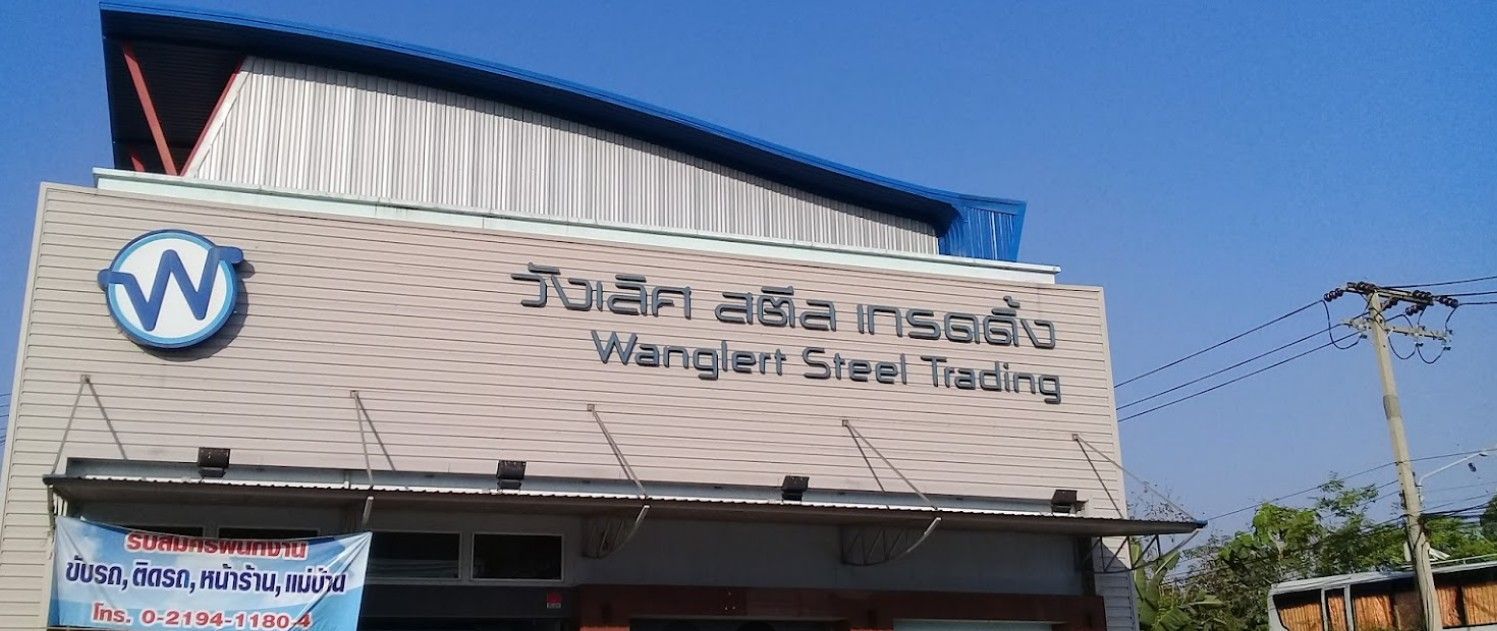 W
วังเลิศ สตีล เทรดดิ้ง
Wanglert Steel Trading
รับสมัครพนักงาน
ขับรถ, ติดรถ, หน้าร้าน, แม่บ้าน
โทร. 0-2194-1180-4